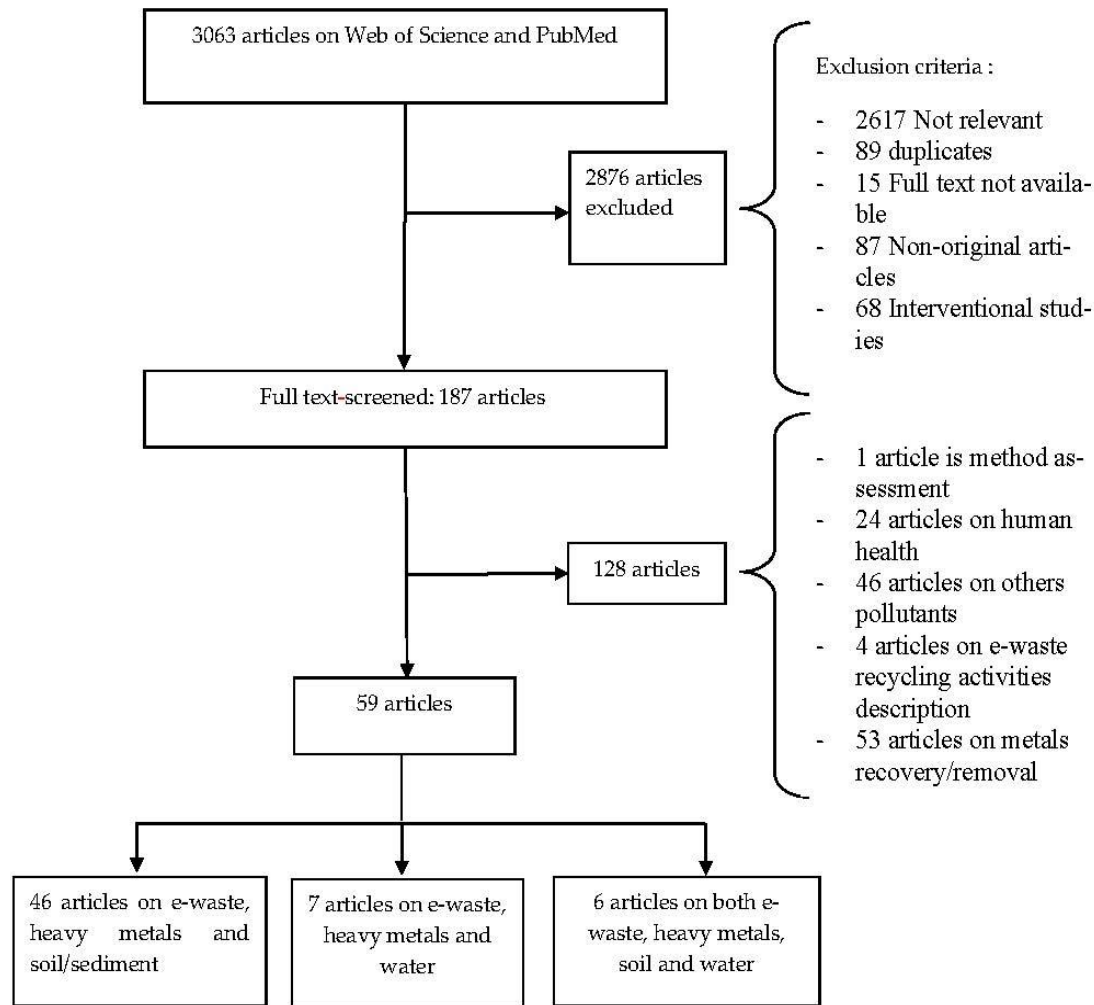 3063 articles on Web of Science and PubMed
Exclusion criteria :
- 2617 Not relevant
- 89 duplicates
- 15 Full text not availa-
ble
- 87 Non-original arti-
cles
- 68 Interventional stud-
ies
2876 articles
excluded
Full text-screened: 187 articles
- 1 article is method as-
sessment
- 24 articles on human
health
- 46 articles on others
pollutants
- 4 articles on e-waste
recycling activities
description
- 53 articles on metals
recovery/removal
128 articles
59 articles
46 articles on e-waste,
heavy metals and
soil/sediment
7 articles on e-waste,
heavy metals and
water
6 articles on both e-
waste, heavy metals,
soil and water